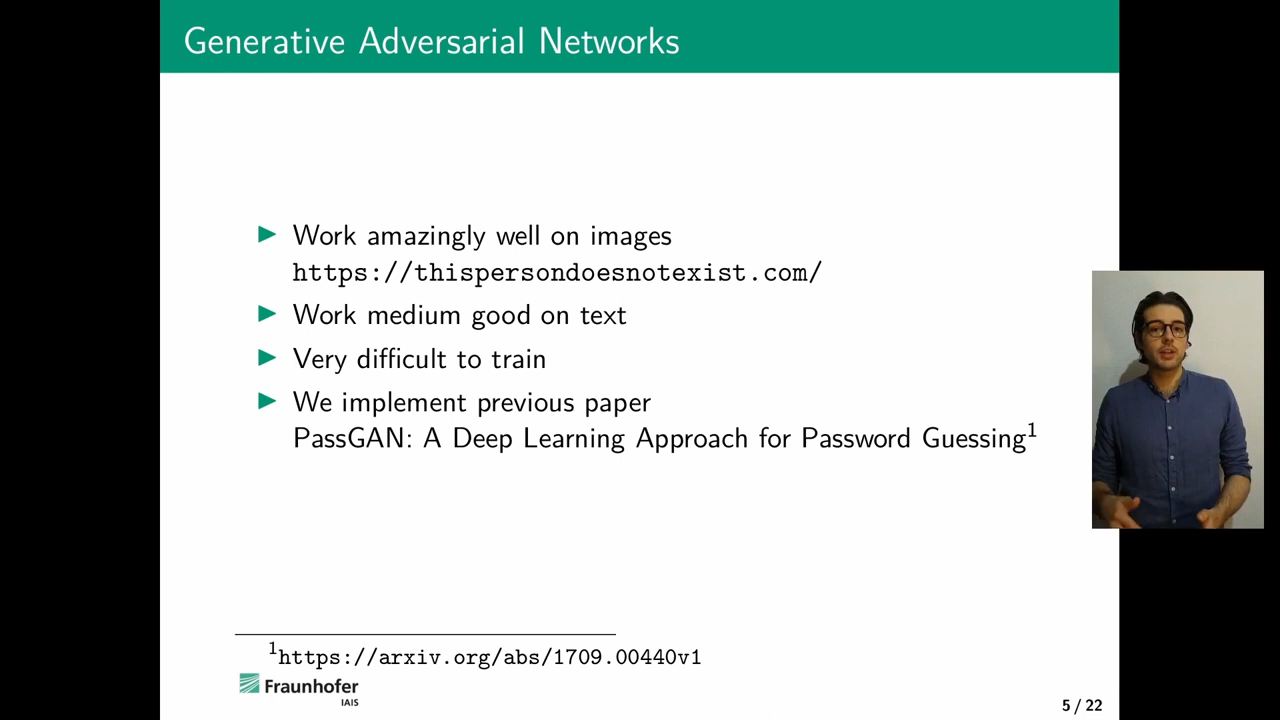 Generative Adversarial Networks
Work amazingly well on images
https://thispersondoesnotexist.com/
Work medium good on text
Very difficult to train
We implement previous paper
PassGAN: A Deep Learning Approach for Password Guessing1
1https://arxiv.org/abs/1709.00440v1
Fraunhofer
IAIS
5 / 22